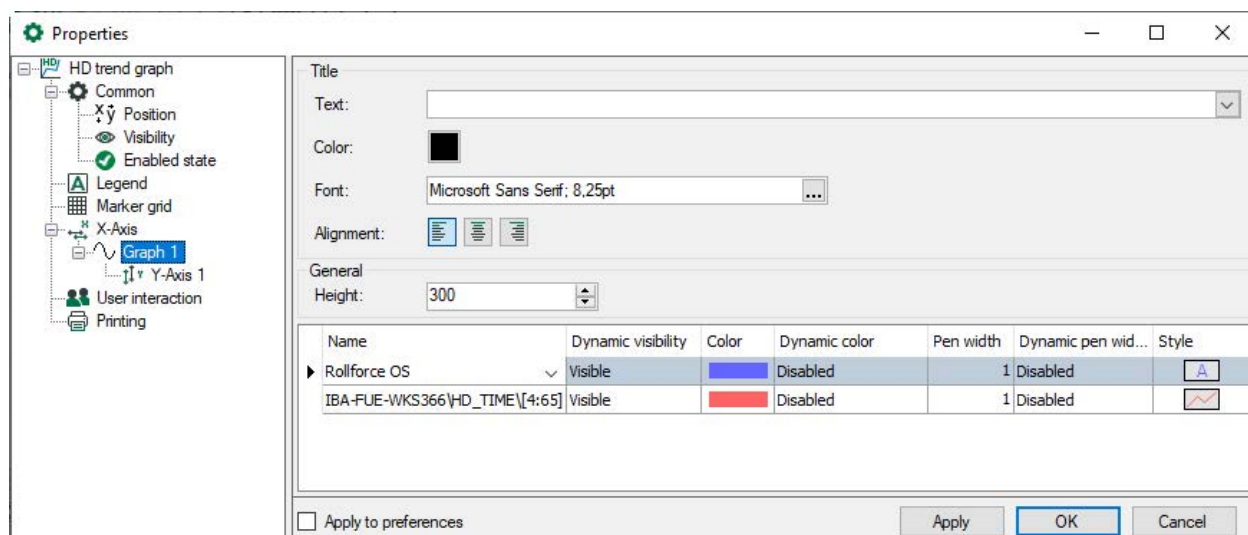 Properties
HD trend graph
Common
Position
Visibility
Enabled state
Legend
Marker grid
X-Axis
Graph 1
Y-Axis 1
User interaction
Printing
Title
Text:
Color:
Font: Microsoft Sans Serif; 8,25pt ...
Alignment:
General
Height: 300
Name Dynamic visibility Color Dynamic color Pen width Dynamic pen wid... Style
Rollforce OS Visible Disabled 1 Disabled A
IBA-FUE-WKS366\HD_TIME\[4:65] Visible Disabled 1 Disabled
Apply to preferences Apply OK Cancel